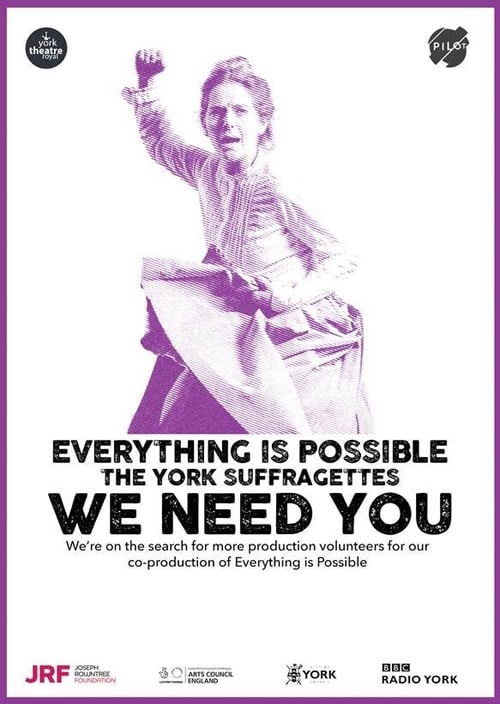 york
theatre
royal
PILOT
EVERYTHING IS POSSIBLE
THE YORK SUFFRAGETTES
WE NEED YOU
We're on the search for more production volunteers for our
co-production of Everything is Possible
JRF
JOSEPH
ROWNTREE
FOUNDATION
ARTS COUNCIL
ENGLAND
YORK
BBC
RADIO YORK